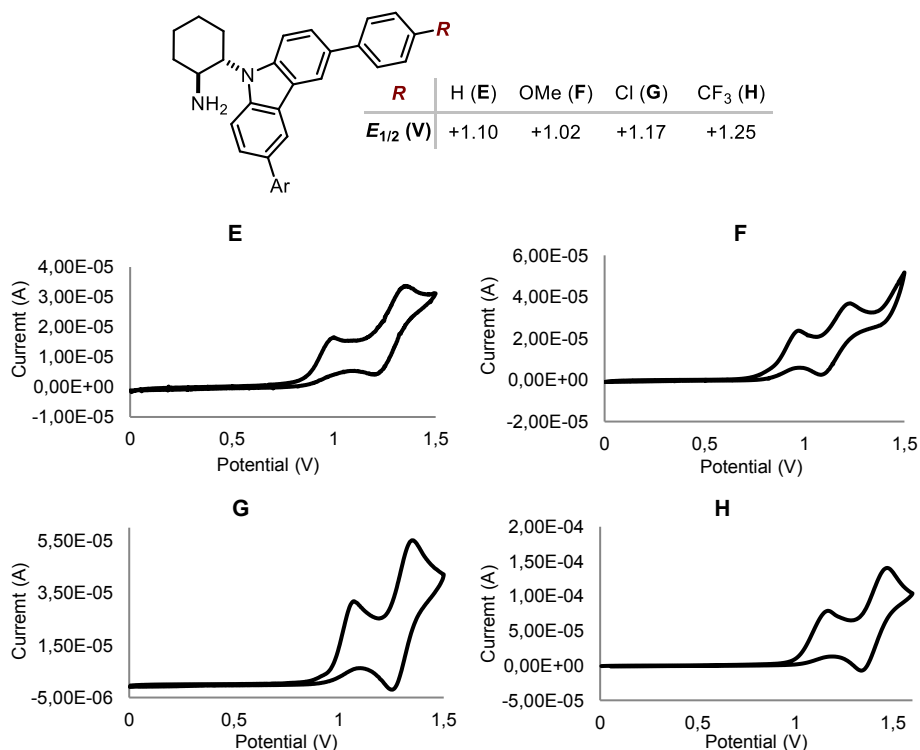 R
N
NH2
Ar
R H (E) OMe (F) Cl (G) CF3 (H)
E1/2 (V) +1.10 +1.02 +1.17 +1.25
E
4,00E-05
3,00E-05
2,00E-05
1,00E-05
0,00E+00
-1,00E-05
Curremt (A)
0 0,5 1 1,5
Potential (V)
F
6,00E-05
4,00E-05
2,00E-05
0,00E+00
-2,00E-05
Curremt (A)
0 0,5 1 1,5
Potential (V)
G
5,50E-05
3,50E-05
1,50E-05
-5,00E-06
Curremt (A)
0 0,5 1 1,5
Potential (V)
H
2,00E-04
1,50E-04
1,00E-04
5,00E-05
0,00E+00
-5,00E-05
Curremt (A)
0 0,5 1 1,5
Potential (V)